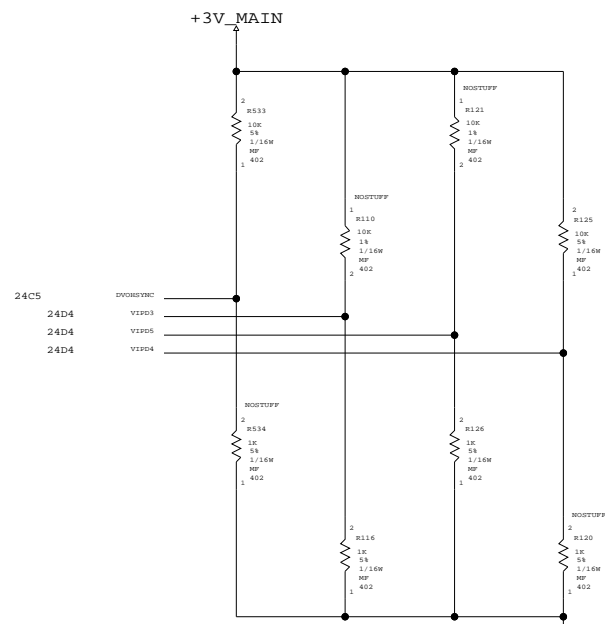 +3V_MAIN
2
R533
10K
5%
1/16W
MF
402
1
NOSTUFF
1
R121
10K
1%
1/16W
MF
402
2
NOSTUFF
1
R110
10K
1%
1/16W
MF
402
2
2
R125
10K
5%
1/16W
MF
402
1
24C5 DVOHSYNC
24D4 VIPD3
24D4 VIPD5
24D4 VIPD4
NOSTUFF
2
R534
1K
5%
1/16W
MF
402
1
2
R126
1K
5%
1/16W
MF
402
1
2
R116
1K
5%
1/16W
MF
402
1
NOSTUFF
2
R120
1K
5%
1/16W
MF
402
1